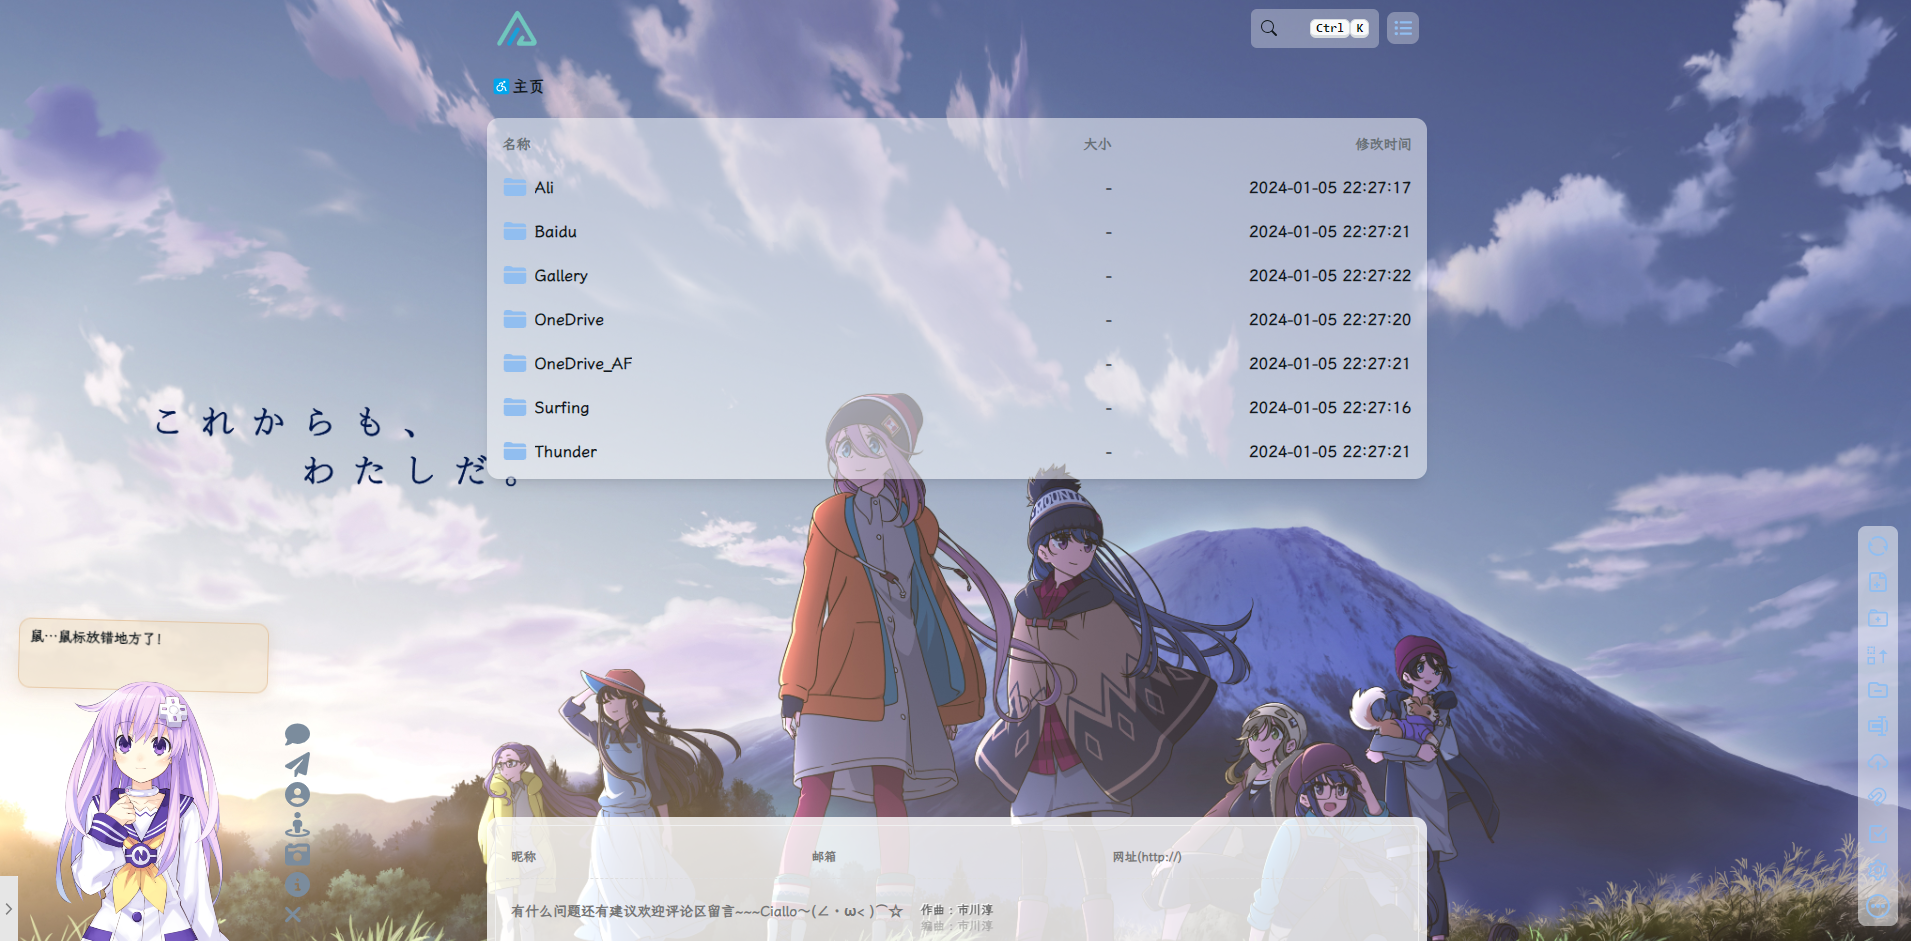 Ctrl K
主页
名称 大小 修改时间
Ali - 2024-01-05 22:27:17
Baidu - 2024-01-05 22:27:21
Gallery - 2024-01-05 22:27:22
OneDrive - 2024-01-05 22:27:20
OneDrive_AF - 2024-01-05 22:27:21
Surfing - 2024-01-05 22:27:16
Thunder - 2024-01-05 22:27:21
これからも、
わたしだ。
MOUNT
鼠…鼠标放错地方了!
N
昵称 邮箱 网址(http://)
有什么问题还有建议欢迎评论区留言~~~Ciallo~(∠・ω< )⌒☆
作曲：市川淳
编曲：市川淳